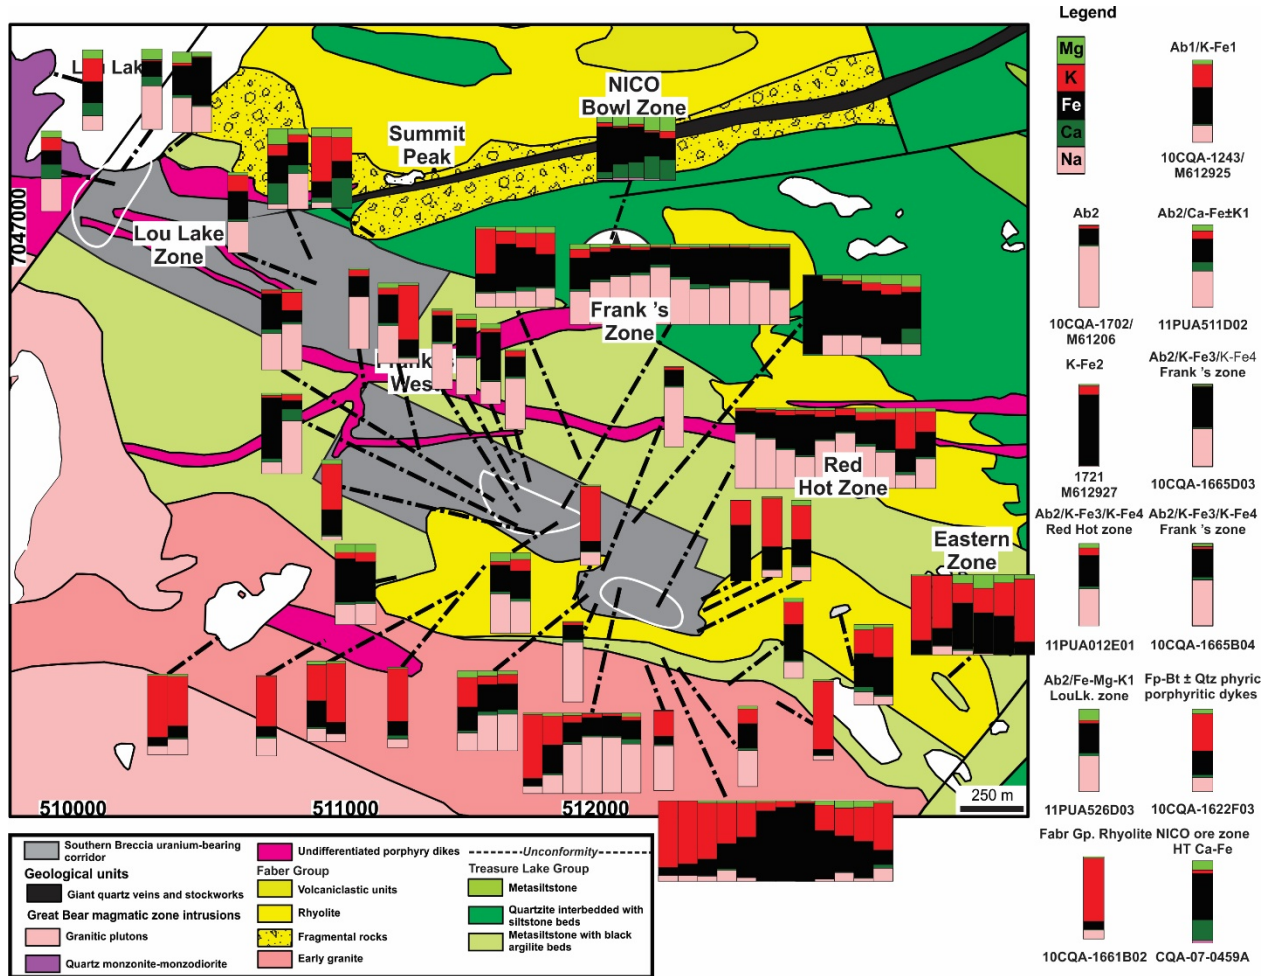 Lou Lake
NICO
Bowl Zone
Summit
Peak
7047000
Lou Lake
Zone
Frank 's
Zone
West
Red
Hot Zone
Eastern
Zone
510000
511000
512000
250 m
Legend
Mg
K
Fe
Ca
Na
Ab1/K-Fe1
10CQA-1243/
M612925
Ab2
10CQA-1702/
M61206
Ab2/Ca-Fe±K1
11PUA511D02
K-Fe2
1721
M612927
Ab2/K-Fe3/K-Fe4
Frank 's zone
10CQA-1665D03
Ab2/K-Fe3/K-Fe4
Red Hot zone
11PUA012E01
Ab2/K-Fe3/K-Fe4
Frank 's zone
10CQA-1665B04
Ab2/Fe-Mg-K1
LouLk. zone
11PUA526D03
Fp-Bt ± Qtz phyric
porphyritic dykes
10CQA-1622F03
Fabr Gp. Rhyolite
10CQA-1661B02
NICO ore zone
HT Ca-Fe
CQA-07-0459A
Southern Breccia uranium-bearing
corridor
Geological units
Giant quartz veins and stockworks
Great Bear magmatic zone intrusions
Granitic plutons
Quartz monzonite-monzodiorite
Undifferentiated porphyry dikes
Faber Group
Volcaniclastic units
Rhyolite
Fragmental rocks
Early granite
Unconformity
Treasure Lake Group
Metasiltstone
Quartzite interbedded with
siltstone beds
Metasiltstone with black
argilite beds